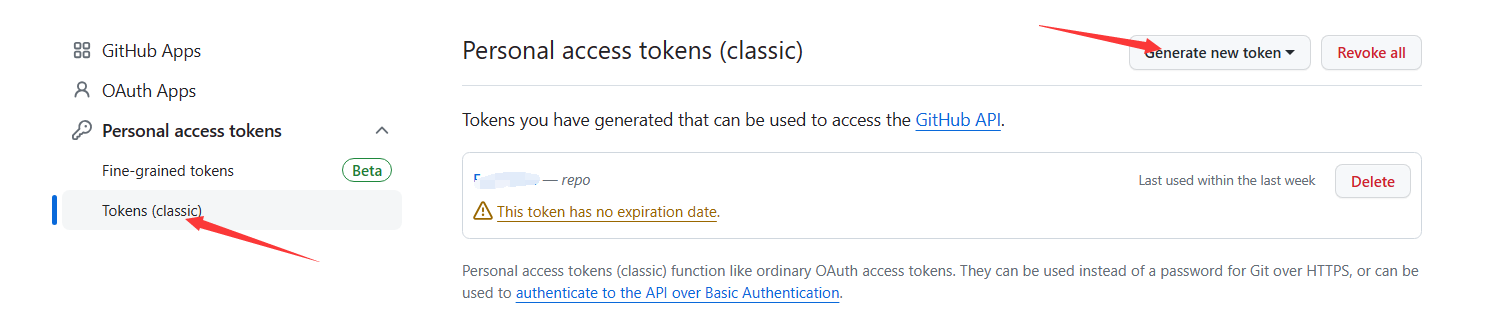 GitHub Apps
OAuth Apps
Personal access tokens
Fine-grained tokens Beta
Tokens (classic)
Personal access tokens (classic)
Generate new token
Revoke all
Tokens you have generated that can be used to access the GitHub API.
— repo
Last used within the last week
Delete
This token has no expiration date.
Personal access tokens (classic) function like ordinary OAuth access tokens. They can be used instead of a password for Git over HTTPS, or can be
used to authenticate to the API over Basic Authentication.